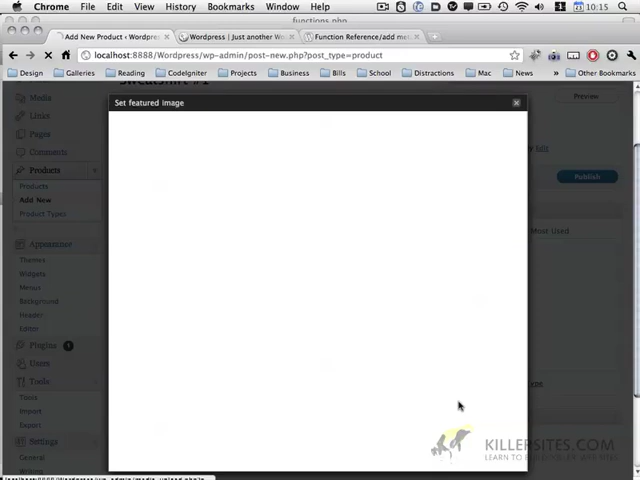 Chrome File Edit View History Bookmarks Window Help 10:15
functions.php
Add New Product ‹ Wordpre
Wordpress | Just another Wo
Function Reference/add me
localhost:8888/Wordpress/wp-admin/post-new.php?post_type=product
Design Galleries Reading CodeIgniter Projects Business Bills School Distractions Mac News Other Bookmarks
Media
Links
Pages
Comments
Products
Products
Add New
Product Types
Appearance
Themes
Widgets
Menus
Background
Header
Editor
Plugins 1
Users
Tools
Tools
Import
Export
Settings
General
Writing
Set featured image
Preview
Edit
Publish
Most Used
KILLERSITES.COM